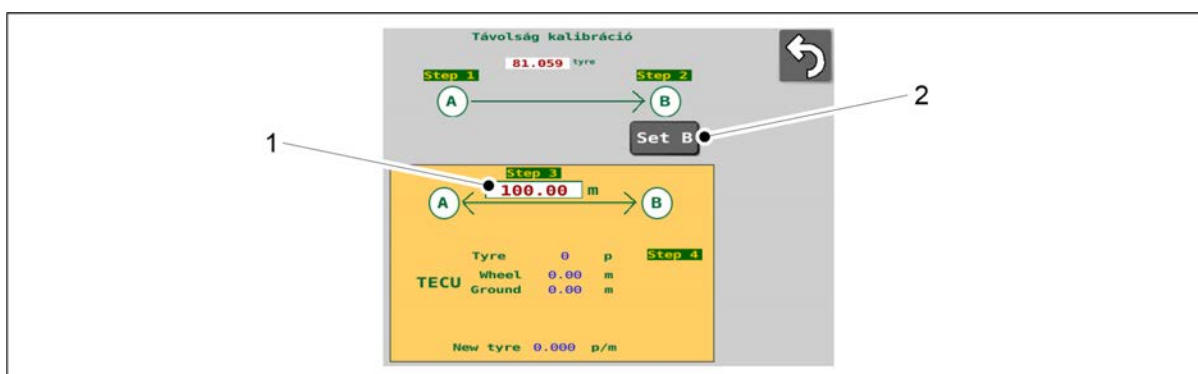 Távolság kalibráció
81.059 tyre
Step 1
Step 2
A
B
2
Set B
1
Step 3
100.00 m
A
B
Tyre 0 p
Step 4
TECU
Wheel 0.00 m
Ground 0.00 m
New tyre 0.000 p/m